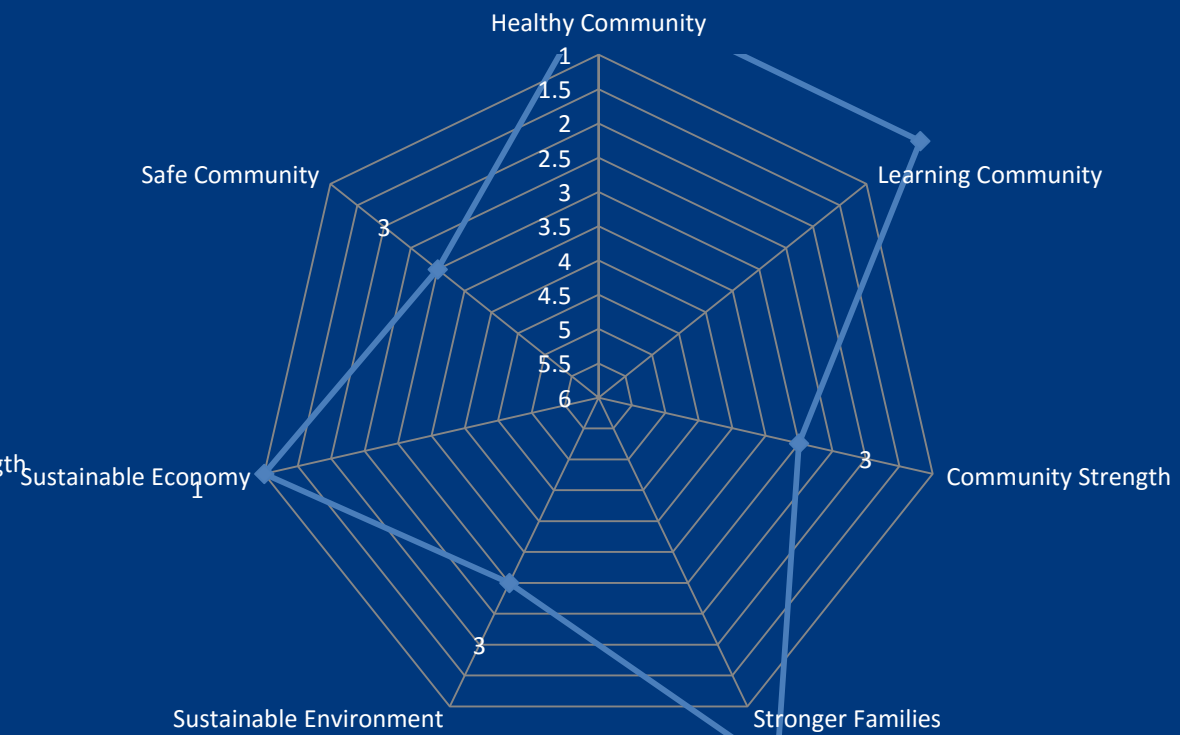 Healthy Community
1
1.5
2
2.5
3
3.5
4
4.5
5
5.5
6
Safe Community
Learning Community
3
3
gth
Sustainable Economy
1
Community Strength
3
Sustainable Environment
Stronger Families